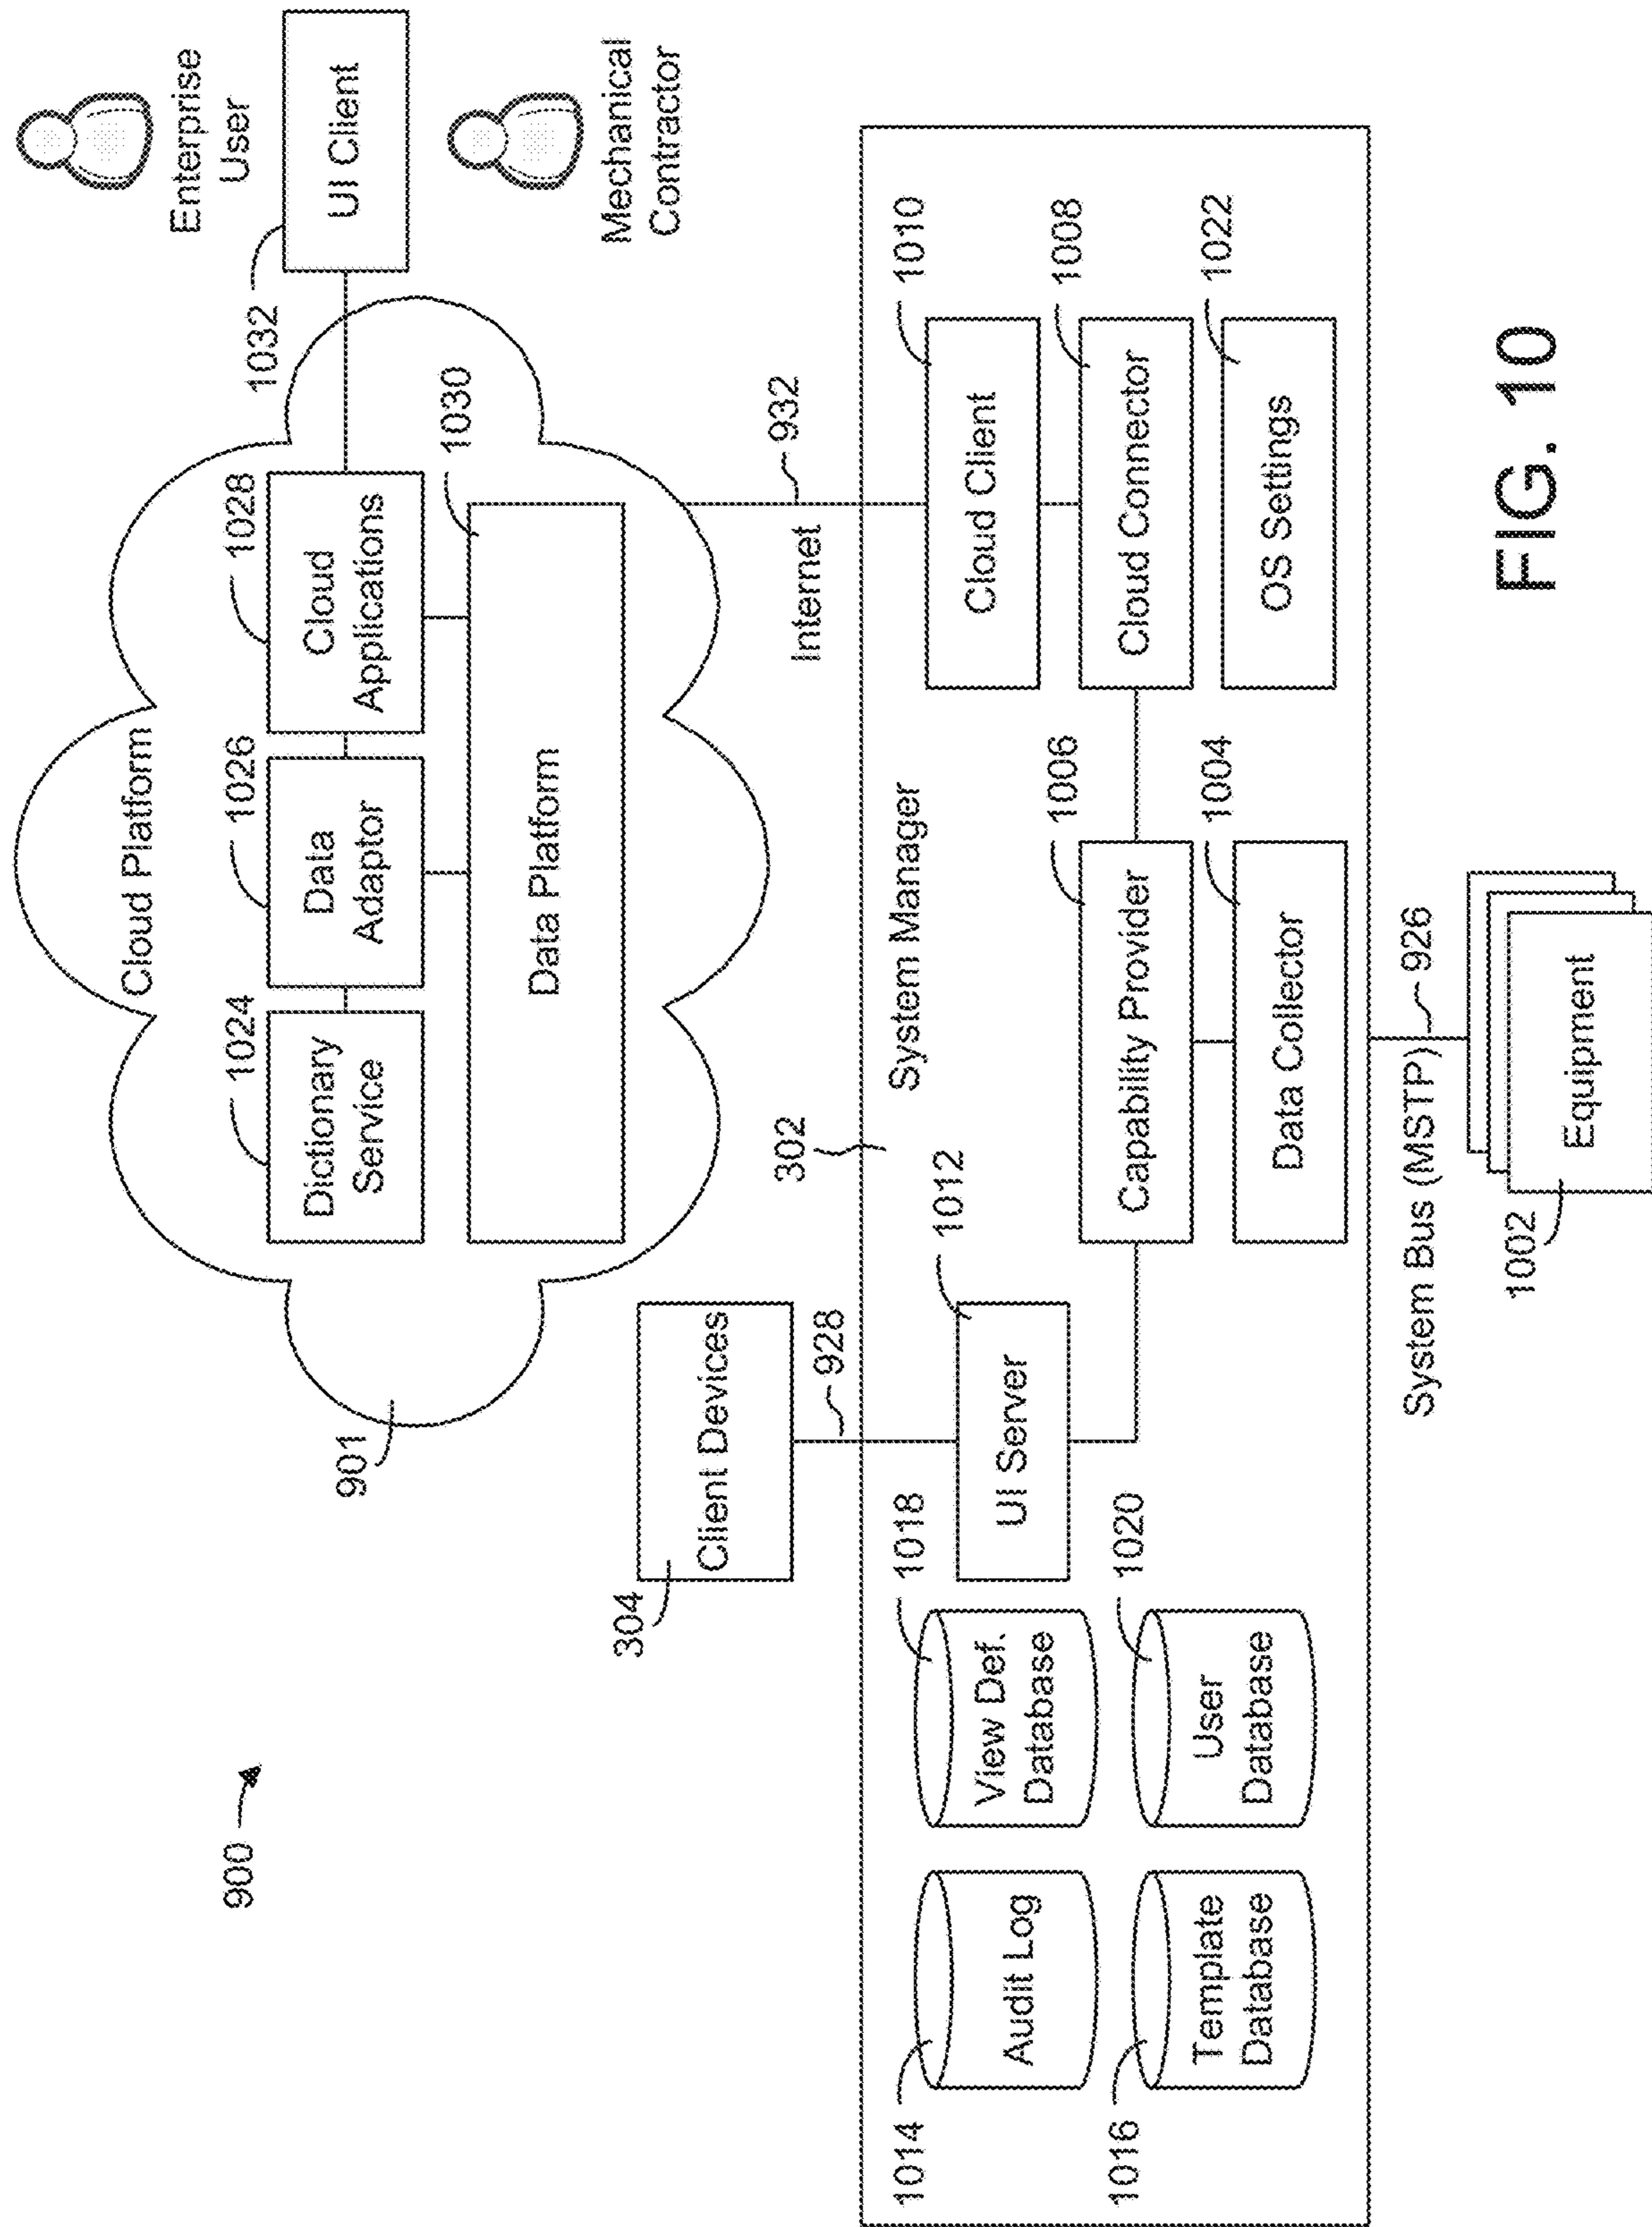 900
901
Cloud Platform
1024
Dictionary
Service
1026
Data
Adaptor
1028
Cloud
Applications
1030
Data Platform
1032
UI Client
Enterprise
User
Mechanical
Contractor
304
Client Devices
928
Internet
932
302
System Manager
1014
Audit Log
1018
View Def.
Database
1016
Template
Database
1020
User
Database
1012
UI Server
1006
Capability Provider
1004
Data Collector
1010
Cloud Client
1008
Cloud Connector
1022
OS Settings
System Bus (MSTP)
926
1002
Equipment
FIG. 10